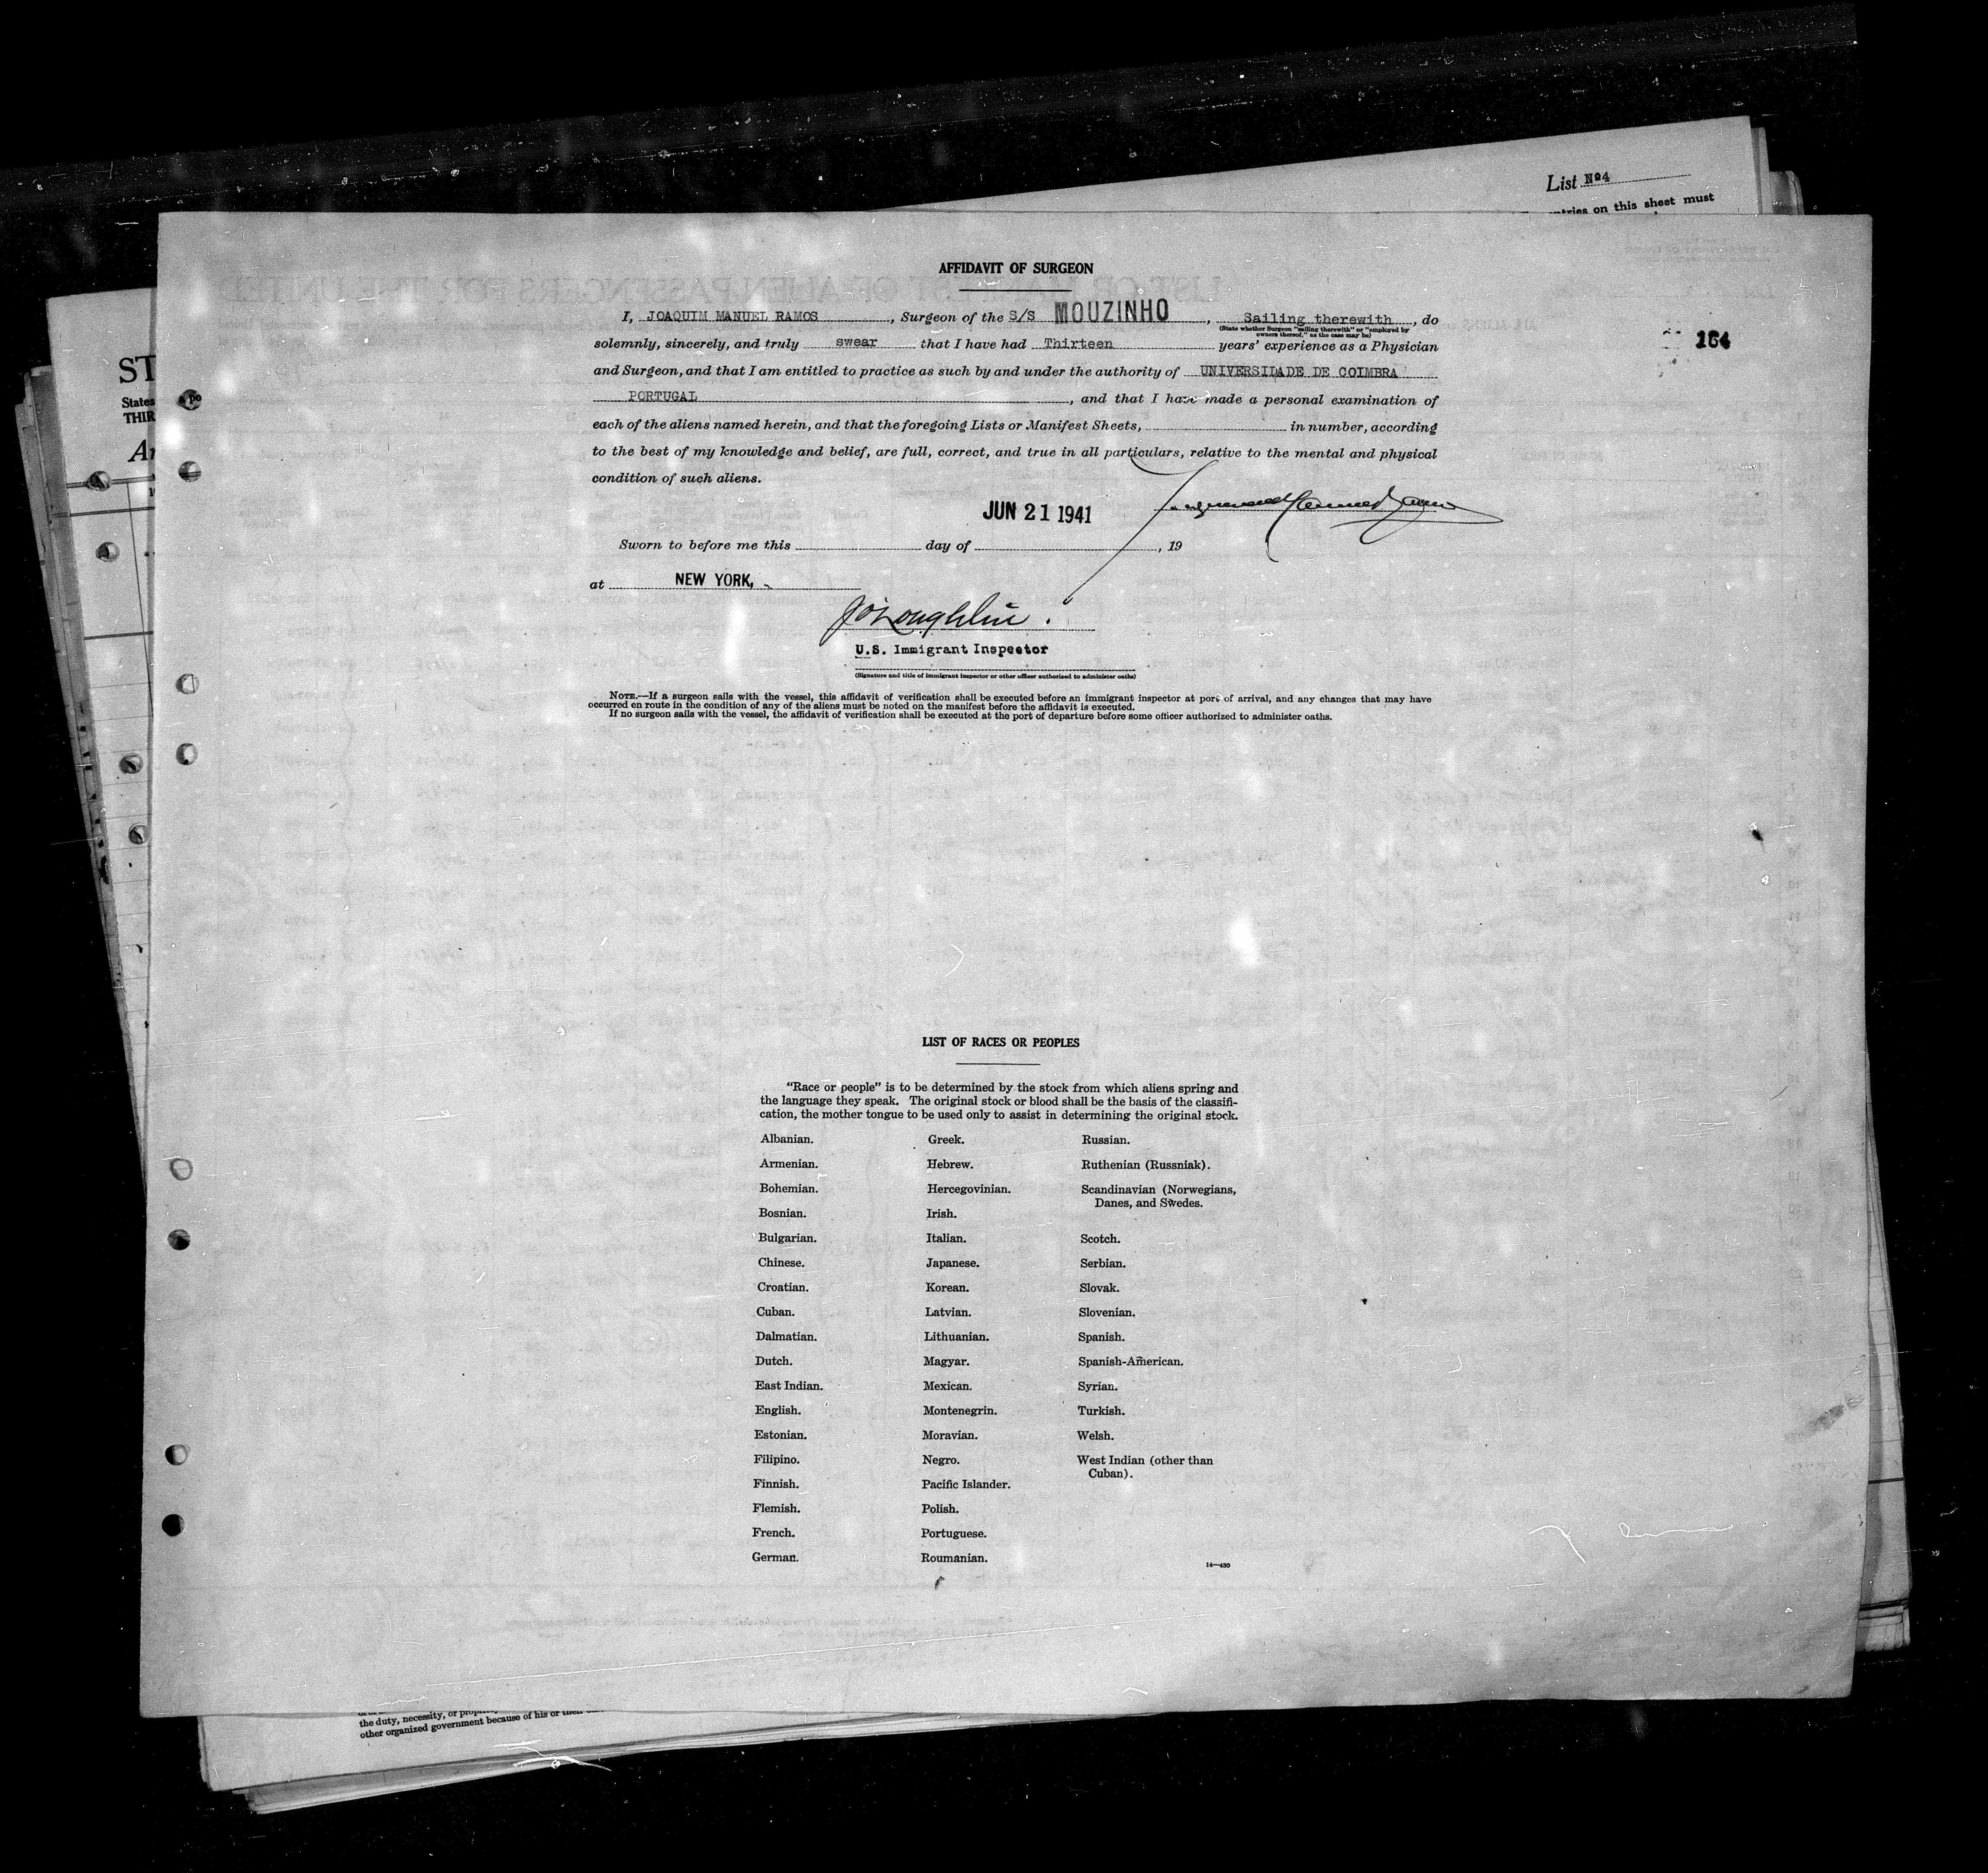 List Nº4
entries on this sheet must
AFFIDAVIT OF SURGEON
I, JOAQUIM MANUEL RAMOS, Surgeon of the S/S MOUZINHO, Sailing therewith, do
(State whether Surgeon "sailing therewith" or "employed by
owners thereof," as the case may be)
164
solemnly, sincerely, and truly swear that I have had Thirteen years' experience as a Physician
and Surgeon, and that I am entitled to practice as such by and under the authority of UNIVERSIDADE DE COIMBRA
PORTUGAL, and that I have made a personal examination of
each of the aliens named herein, and that the foregoing Lists or Manifest Sheets, in number, according
to the best of my knowledge and belief, are full, correct, and true in all particulars, relative to the mental and physical
condition of such aliens.
JUN 21 1941
Sworn to before me this day of , 19
at NEW YORK,
U.S. Immigrant Inspector
(Signature and title of immigrant inspector or other officer authorized to administer oaths)
NOTE.—If a surgeon sails with the vessel, this affidavit of verification shall be executed before an immigrant inspector at port of arrival, and any changes that may have
occurred en route in the condition of any of the aliens must be noted on the manifest before the affidavit is executed.
If no surgeon sails with the vessel, the affidavit of verification shall be executed at the port of departure before some officer authorized to administer oaths.
ST
States
THIR
LIST OF RACES OR PEOPLES
"Race or people" is to be determined by the stock from which aliens spring and
the language they speak. The original stock or blood shall be the basis of the classifi-
cation, the mother tongue to be used only to assist in determining the original stock.
Albanian.
Armenian.
Bohemian.
Bosnian.
Bulgarian.
Chinese.
Croatian.
Cuban.
Dalmatian.
Dutch.
East Indian.
English.
Estonian.
Filipino.
Finnish.
Flemish.
French.
German.
Greek.
Hebrew.
Hercegovinian.
Irish.
Italian.
Japanese.
Korean.
Latvian.
Lithuanian.
Magyar.
Mexican.
Montenegrin.
Moravian.
Negro.
Pacific Islander.
Polish.
Portuguese.
Roumanian.
Russian.
Ruthenian (Russniak).
Scandinavian (Norwegians,
Danes, and Swedes.
Scotch.
Serbian.
Slovak.
Slovenian.
Spanish.
Spanish-American.
Syrian.
Turkish.
Welsh.
West Indian (other than
Cuban).
14—430
the duty, necessity, or
other organized government because of his or their